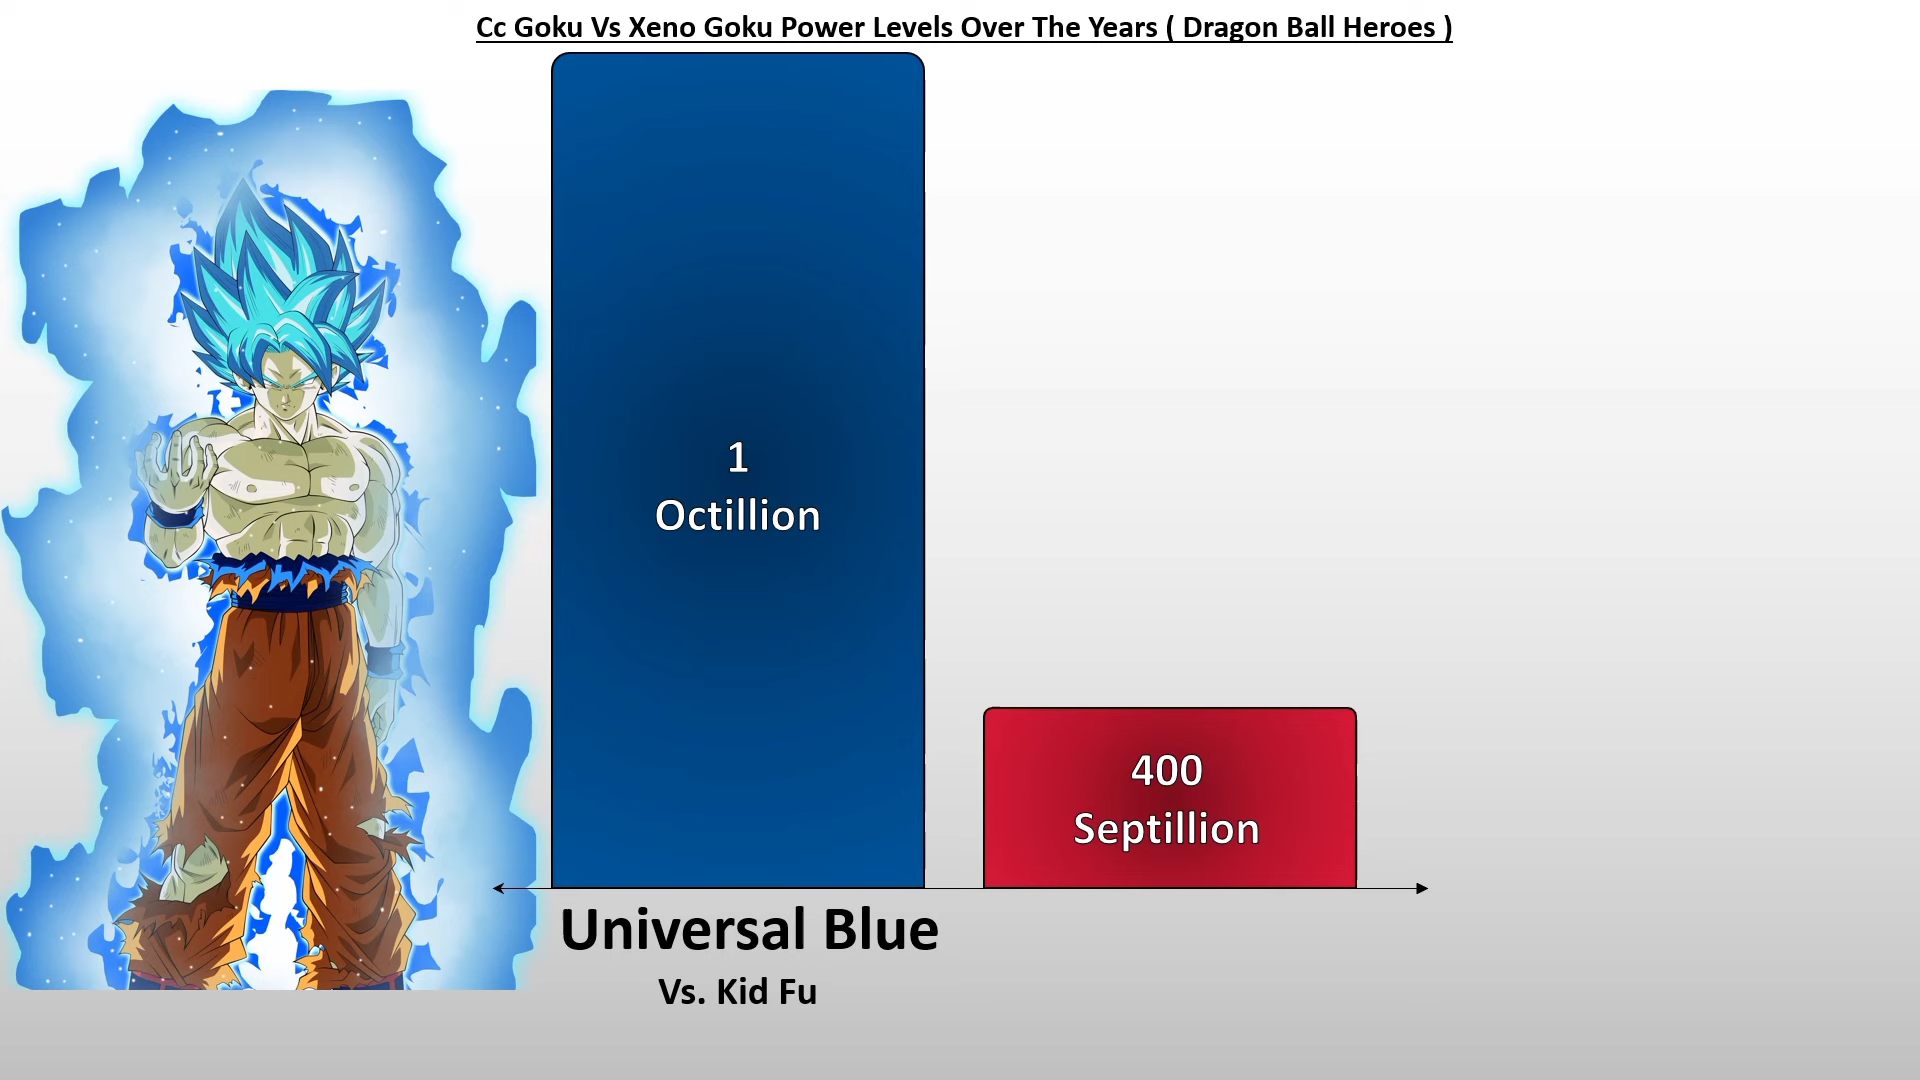 Cc Goku Vs Xeno Goku Power Levels Over The Years ( Dragon Ball Heroes )
1
Octillion
400
Septillion
Universal Blue
Vs. Kid Fu